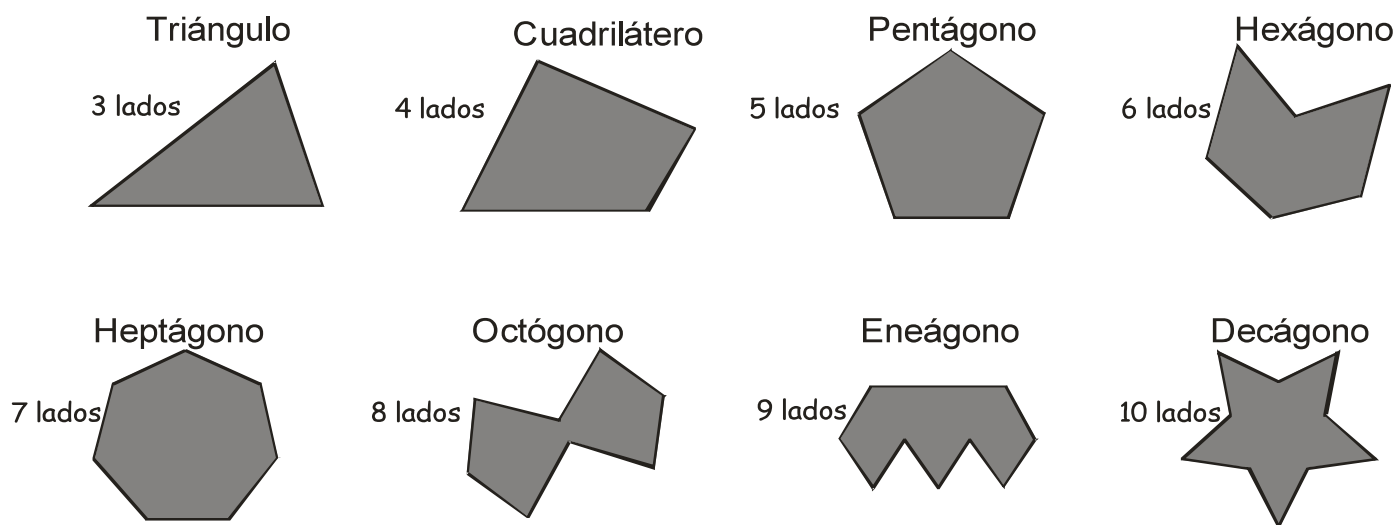 Triángulo
3 lados
Cuadrilátero
4 lados
Pentágono
5 lados
Hexágono
6 lados
Heptágono
7 lados
Octógono
8 lados
Eneágono
9 lados
Decágono
10 lados